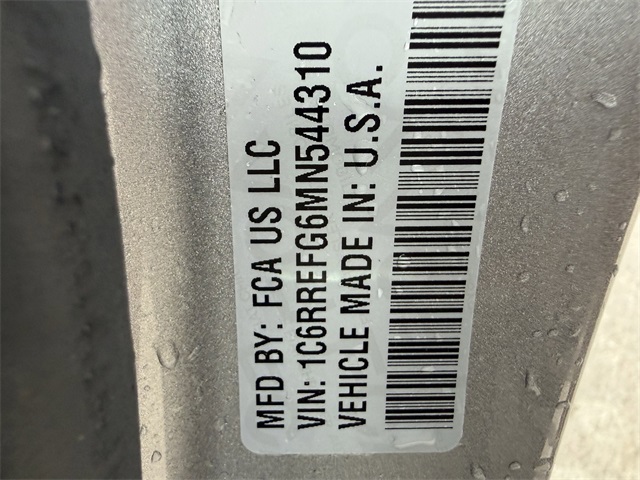 MFD BY: FCA US LLC
VIN: 1C6RREFG6MN544310
VEHICLE MADE IN: U.S.A.